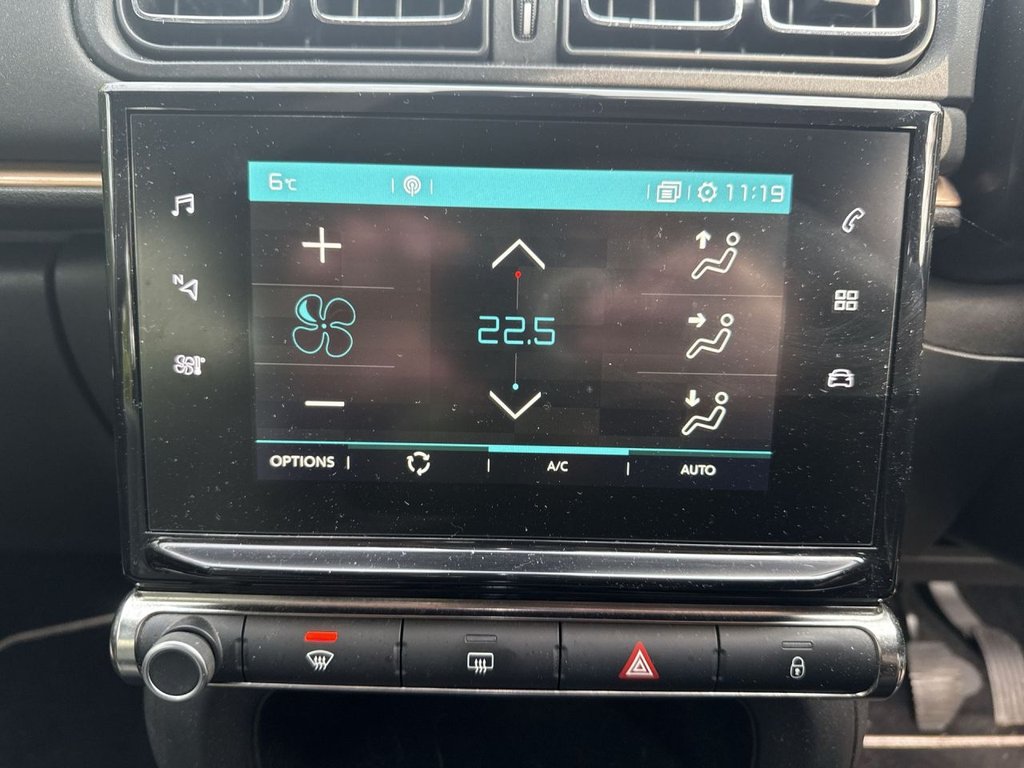 6°C
11:19
N
22.5
OPTIONS
A/C
AUTO